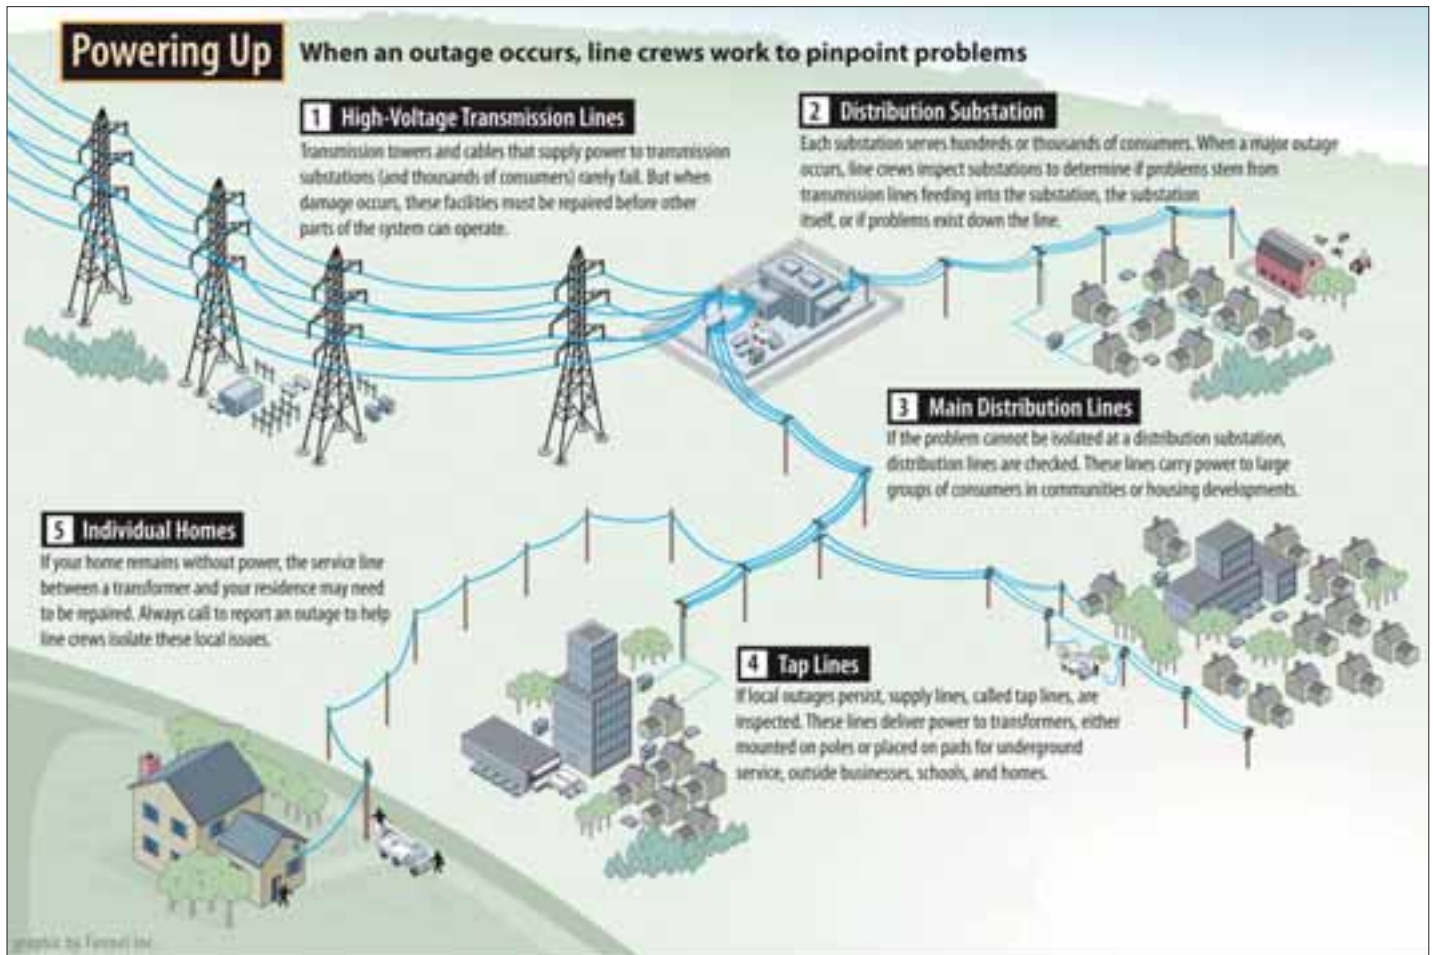 Powering Up
When an outage occurs, line crews work to pinpoint problems
1 High-Voltage Transmission Lines
Transmission towers and cables that supply power to transmission
substations (and thousands of consumers) rarely fail. But when
damage occurs, these facilities must be repaired before other
parts of the system can operate.
2 Distribution Substation
Each substation serves hundreds or thousands of consumers. When a major outage
occurs, line crews inspect substations to determine if problems stem from
transmission lines feeding into the substation, the substation
itself, or if problems exist down the line.
3 Main Distribution Lines
If the problem cannot be isolated at a distribution substation,
distribution lines are checked. These lines carry power to large
groups of consumers in communities or housing developments.
4 Tap Lines
If local outages persist, supply lines, called tap lines, are
inspected. These lines deliver power to transformers, either
mounted on poles or placed on pads for underground
service, outside businesses, schools, and homes.
5 Individual Homes
If your home remains without power, the service line
between a transformer and your residence may need
to be repaired. Always call to report an outage to help
line crews isolate these local issues.
graphic by Funnel Inc.